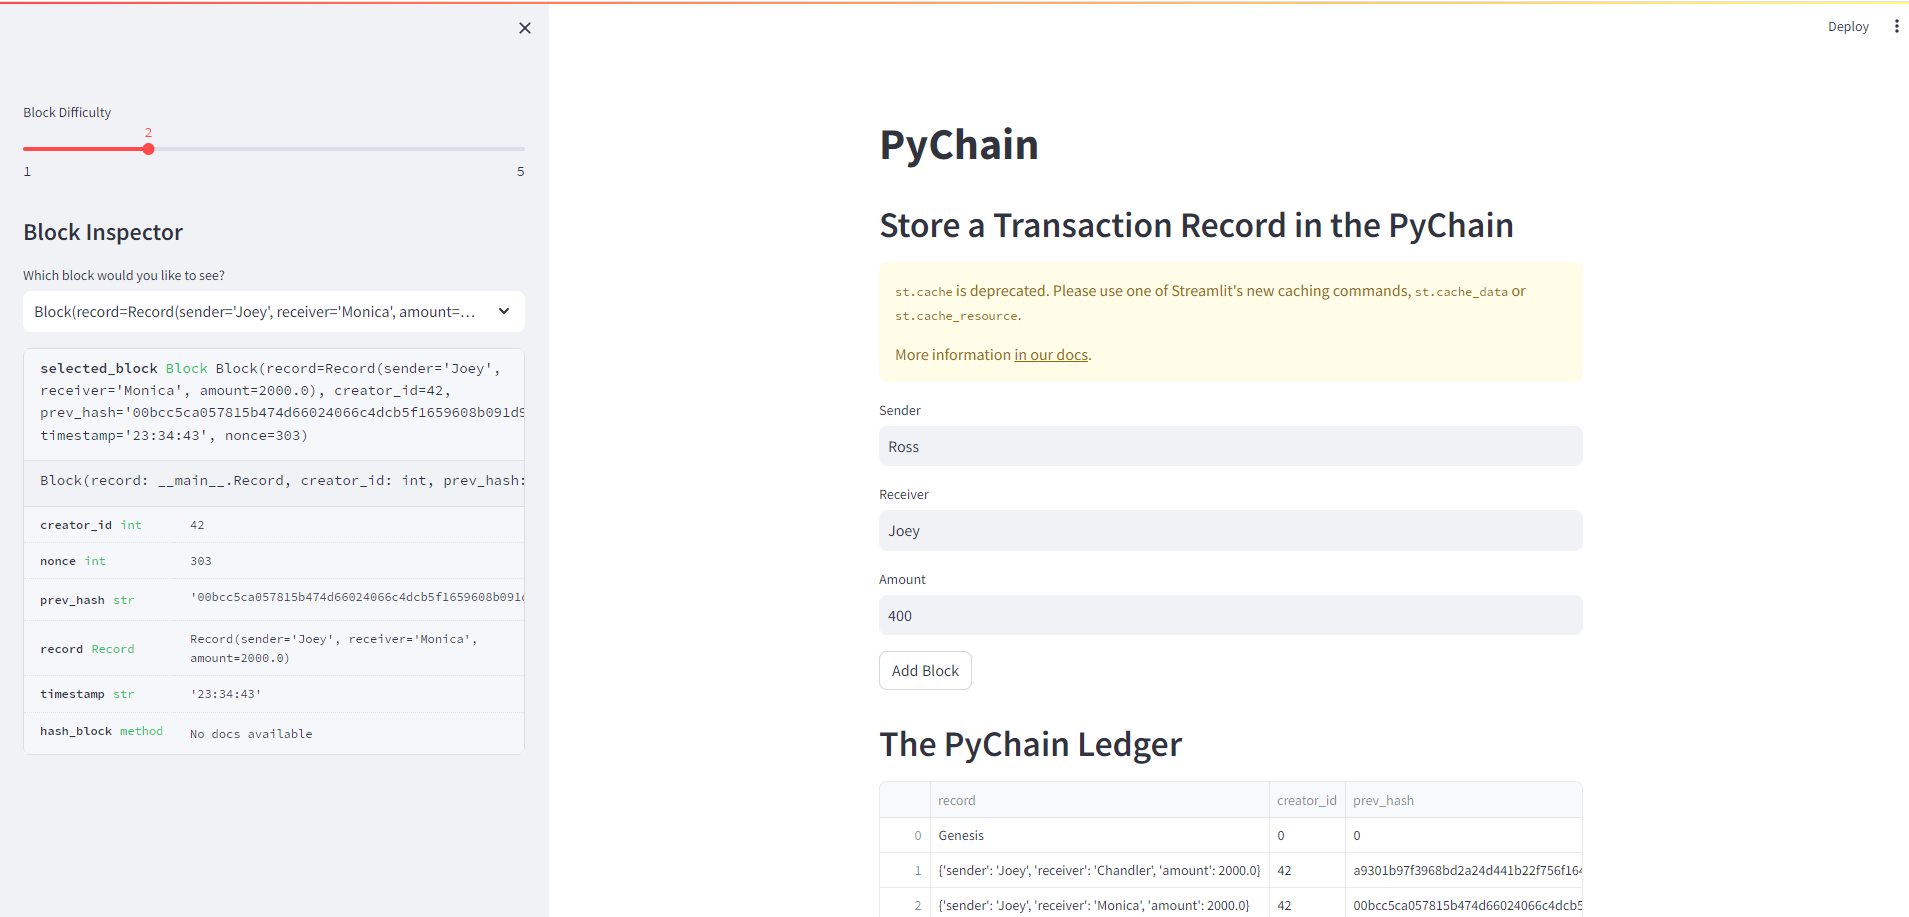 Deploy
Block Difficulty
2
1 5
Block Inspector
Which block would you like to see?
Block(record=Record(sender='Joey', receiver='Monica', amount=...
selected_block Block Block(record=Record(sender='Joey',
receiver='Monica', amount=2000.0), creator_id=42,
prev_hash='00bcc5ca057815b474d66024066c4dcb5f1659608b091d9
timestamp='23:34:43', nonce=303)
Block(record: __main__.Record, creator_id: int, prev_hash:
creator_id int 42
nonce int 303
prev_hash str '00bcc5ca057815b474d66024066c4dcb5f1659608b091d
record Record Record(sender='Joey', receiver='Monica',
amount=2000.0)
timestamp str '23:34:43'
hash_block method No docs available
PyChain
Store a Transaction Record in the PyChain
st.cache is deprecated. Please use one of Streamlit's new caching commands, st.cache_data or
st.cache_resource.
More information in our docs.
Sender
Ross
Receiver
Joey
Amount
400
Add Block
The PyChain Ledger
record creator_id prev_hash
0 Genesis 0 0
1 {'sender': 'Joey', 'receiver': 'Chandler', 'amount': 2000.0} 42 a9301b97f3968bd2a24d441b22f756f164
2 {'sender': 'Joey', 'receiver': 'Monica', 'amount': 2000.0} 42 00bcc5ca057815b474d66024066c4dcb5